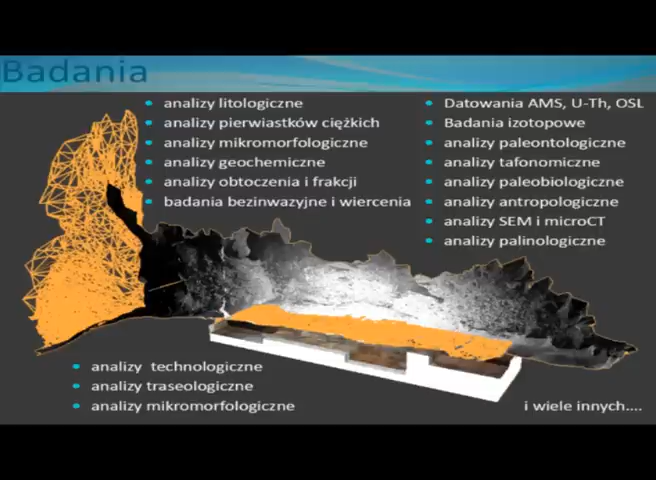 Badania
analizy litologiczne
analizy pierwiastków ciężkich
analizy mikromorfologiczne
analizy geochemiczne
analizy obtoczenia i frakcji
badania bezinwazyjne i wiercenia
Datowania AMS, U-Th, OSL
Badania izotopowe
analizy paleontologiczne
analizy tafonomiczne
analizy paleobiologiczne
analizy antropologiczne
analizy SEM i microCT
analizy palinologiczne
analizy technologiczne
analizy traseologiczne
analizy mikromorfologiczne
i wiele innych....